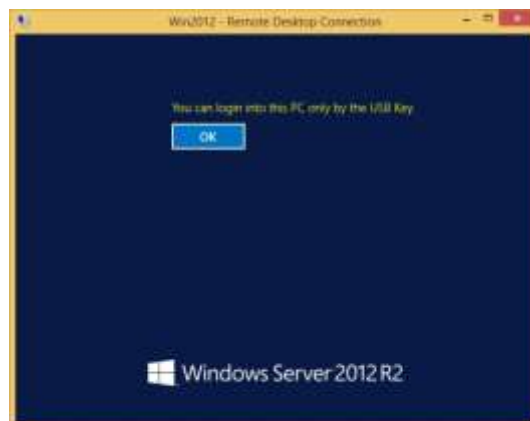 Win2012 - Remote Desktop Connection
You can login into this PC only by the USB Key
OK
Windows Server 2012 R2